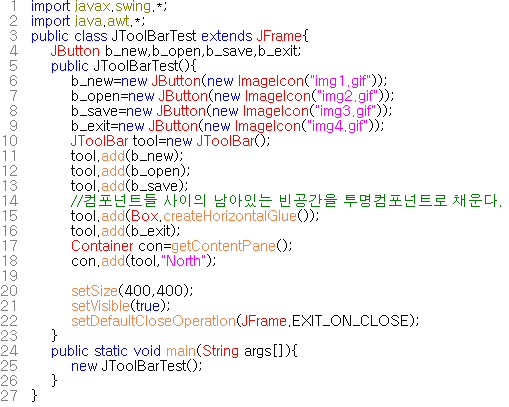 1 import javax.swing.*;
2 import java.awt.*;
3 public class JToolBarTest extends JFrame{
4 JButton b_new,b_open,b_save,b_exit;
5 public JToolBarTest(){
6 b_new=new JButton(new ImageIcon("img1.gif"));
7 b_open=new JButton(new ImageIcon("img2.gif"));
8 b_save=new JButton(new ImageIcon("img3.gif"));
9 b_exit=new JButton(new ImageIcon("img4.gif"));
10 JToolBar tool=new JToolBar();
11 tool.add(b_new);
12 tool.add(b_open);
13 tool.add(b_save);
14 //컴포넌트들 사이의 남아있는 빈공간을 투명컴포넌트로 채운다.
15 tool.add(Box.createHorizontalGlue());
16 tool.add(b_exit);
17 Container con=getContentPane();
18 con.add(tool,"North");
19
20 setSize(400,400);
21 setVisible(true);
22 setDefaultCloseOperation(JFrame.EXIT_ON_CLOSE);
23 }
24 public static void main(String args[]){
25 new JToolBarTest();
26 }
27 }